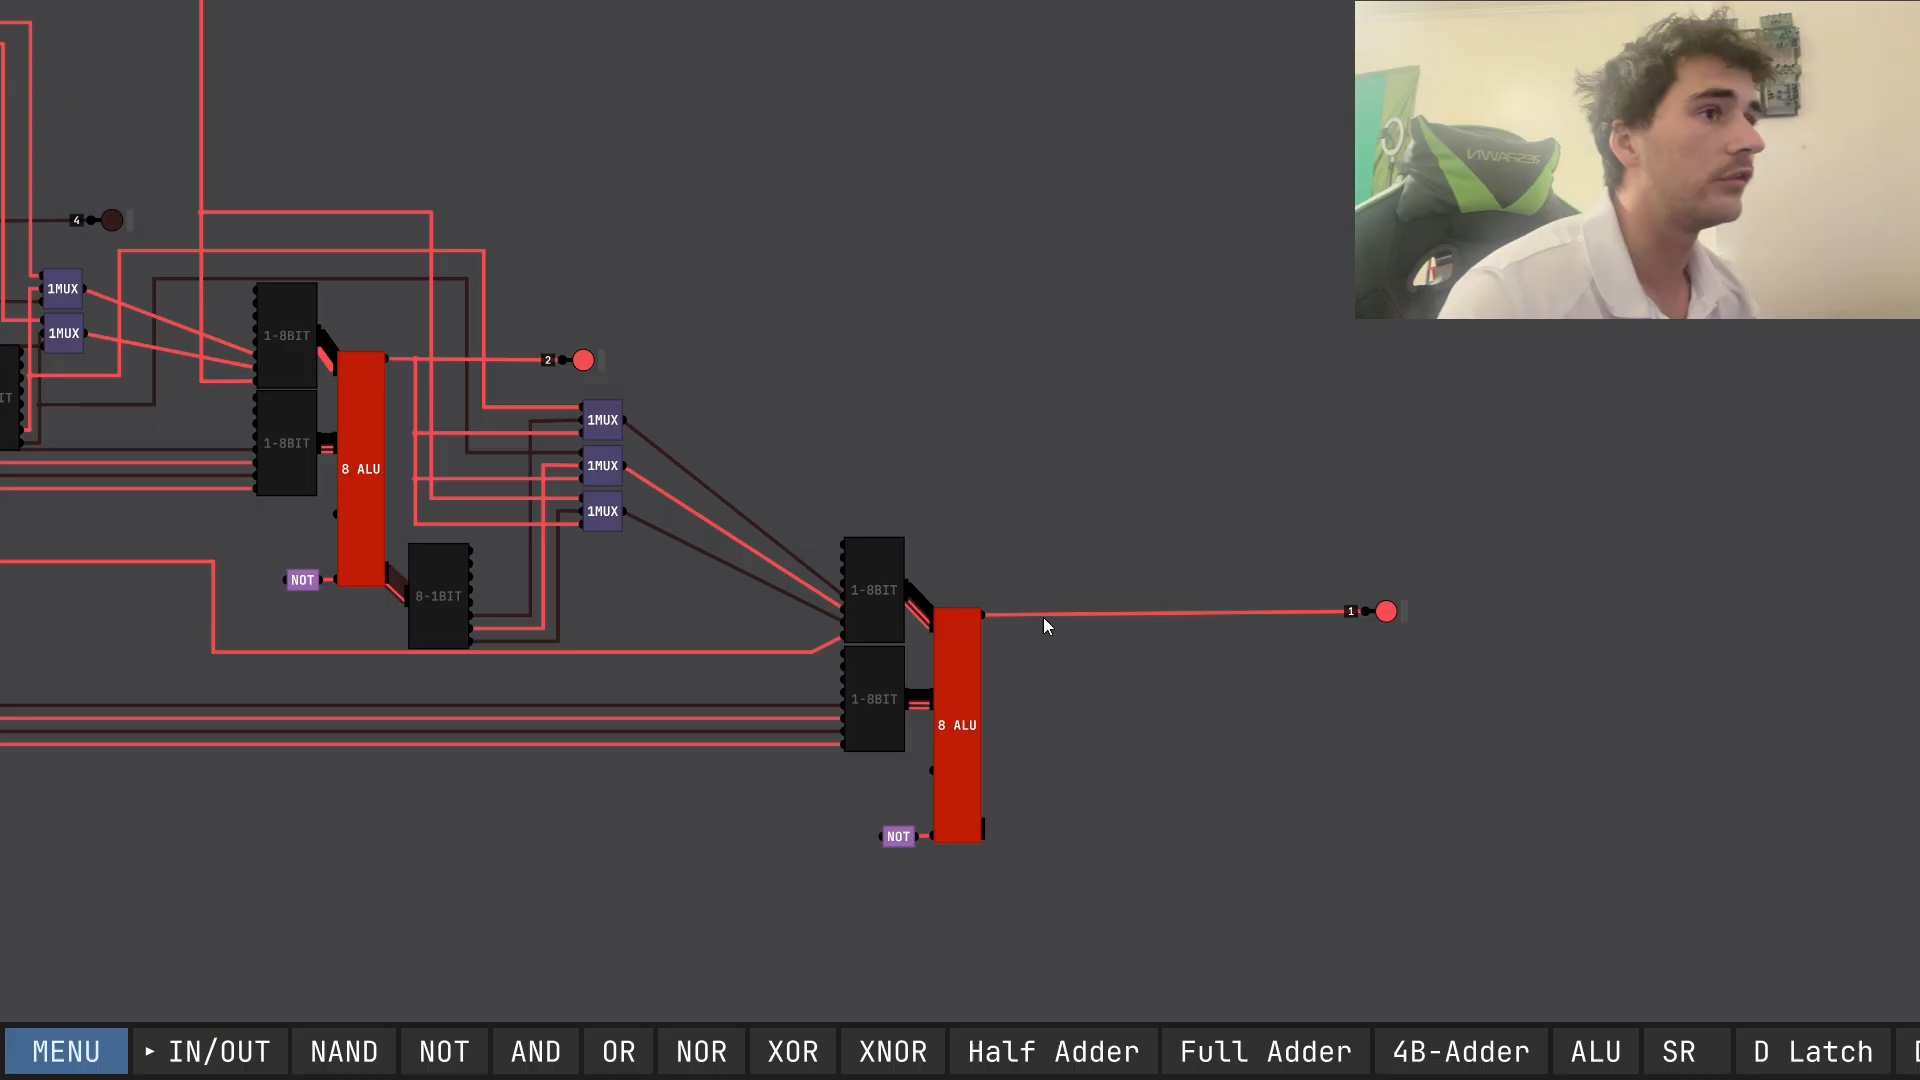 4
1MUX
1MUX
1-8BIT
1-8BIT
8 ALU
NOT
8-1BIT
2
1MUX
1MUX
1MUX
1-8BIT
1-8BIT
8 ALU
NOT
1
MENU
IN/OUT
NAND
NOT
AND
OR
NOR
XOR
XNOR
Half Adder
Full Adder
4B-Adder
ALU
SR
D Latch